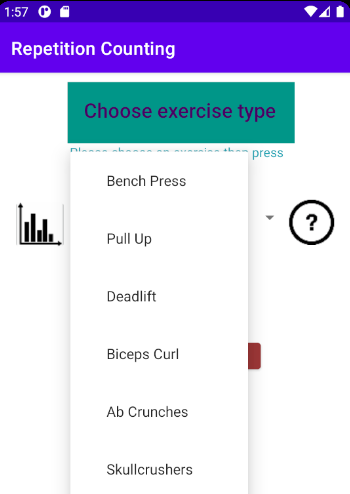 1:57
Repetition Counting
Choose exercise type
Please choose an exercise then press
Bench Press
Pull Up
?
Deadlift
Biceps Curl
Ab Crunches
Skullcrushers